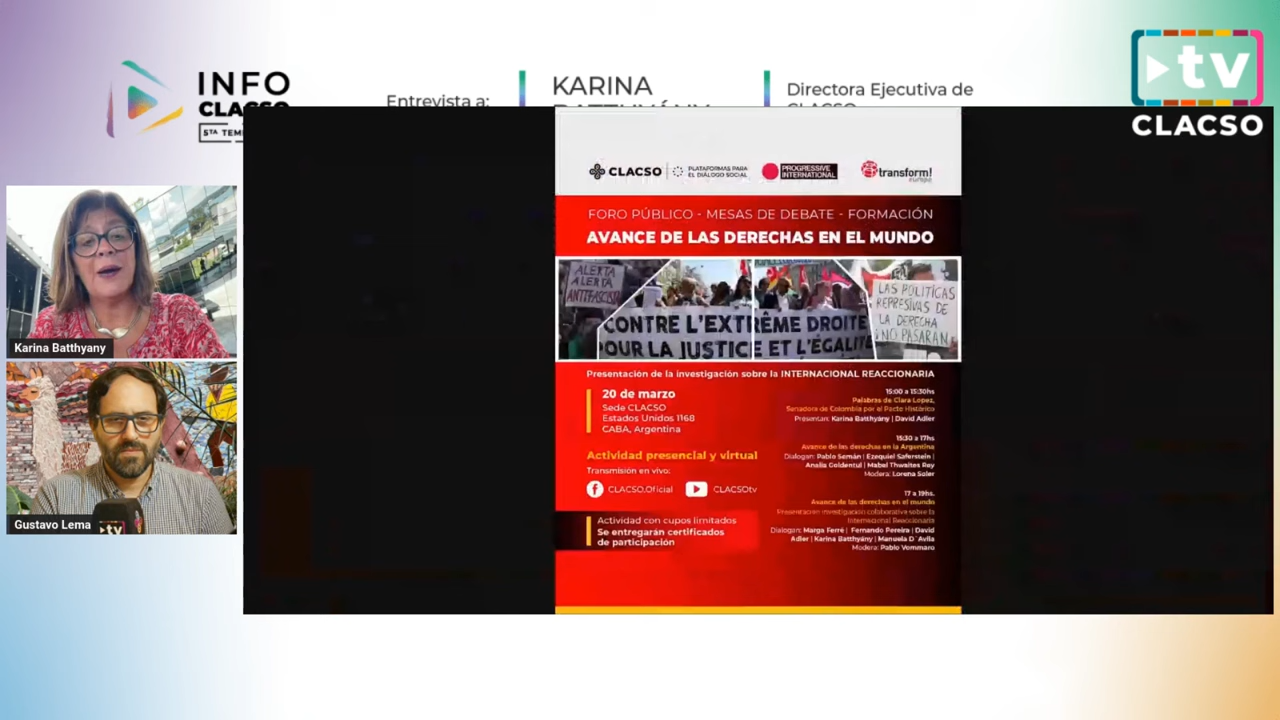 INFO
CLACSO
5TA TEM
Entrevista a:
KARINA
BATTHYÁNY
Directora Ejecutiva de
CLACSO
tv
CLACSO
Karina Batthyany
Gustavo Lema
tv
CLACSO
PLATAFORMAS PARA
EL DIÁLOGO SOCIAL
PROGRESSIVE
INTERNATIONAL
transform!
europe
FORO PÚBLICO - MESAS DE DEBATE - FORMACIÓN
AVANCE DE LAS DERECHAS EN EL MUNDO
ALERTA
ALERTA
ANTIFASCIS
CONTRE L'EXTRÊME DROITE
POUR LA JUSTICE ET L'ÉGALITÉ
LAS POLÍTICAS
REPRESIVAS DE
LA DERECHA
¡NO PASARAN
Presentación de la investigación sobre la INTERNACIONAL REACCIONARIA
20 de marzo
Sede CLACSO
Estados Unidos 1168
CABA, Argentina
Actividad presencial y virtual
Transmisión en vivo:
CLACSO.Oficial
CLACSOtv
Actividad con cupos limitados
Se entregarán certificados
de participación
15:00 a 15:30hs
Palabras de Clara Lopez,
Senadora de Colombia por el Pacto Histórico
Presentan: Karina Batthyány | David Adler
15:30 a 17hs
Avance de las derechas en la Argentina
Dialogan: Pablo Semán | Ezequiel Saferstein |
Analía Goldentul | Mabel Thwaites Rey
Modera: Lorena Soler
17 a 19hs.
Avance de las derechas en el mundo
Presentación investigación colaborativa sobre la
Internacional Reaccionaria
Dialogan: Marga Ferré | Fernando Pereira | David
Adler | Karina Batthyány | Manuela D´Avila
Modera: Pablo Vommaro